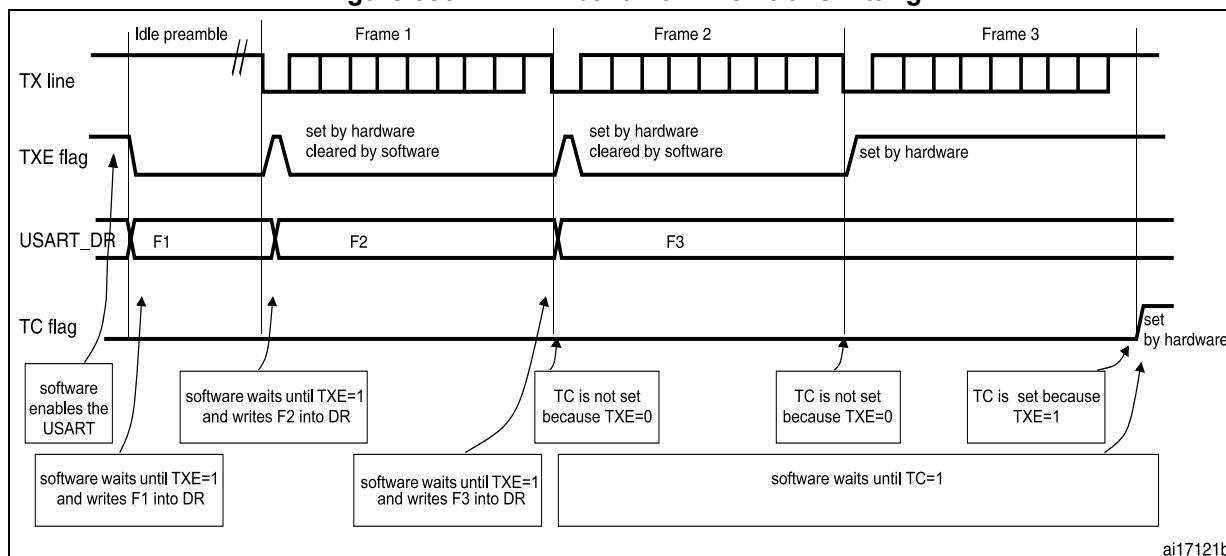 Idle preamble
Frame 1
Frame 2
Frame 3
TX line
set by hardware
cleared by software
set by hardware
cleared by software
set by hardware
TXE flag
USART_DR
F1
F2
F3
TC flag
set
by hardware
software
enables the
USART
software waits until TXE=1
and writes F2 into DR
TC is not set
because TXE=0
TC is not set
because TXE=0
TC is set because
TXE=1
software waits until TXE=1
and writes F1 into DR
software waits until TXE=1
and writes F3 into DR
software waits until TC=1
ai17121b